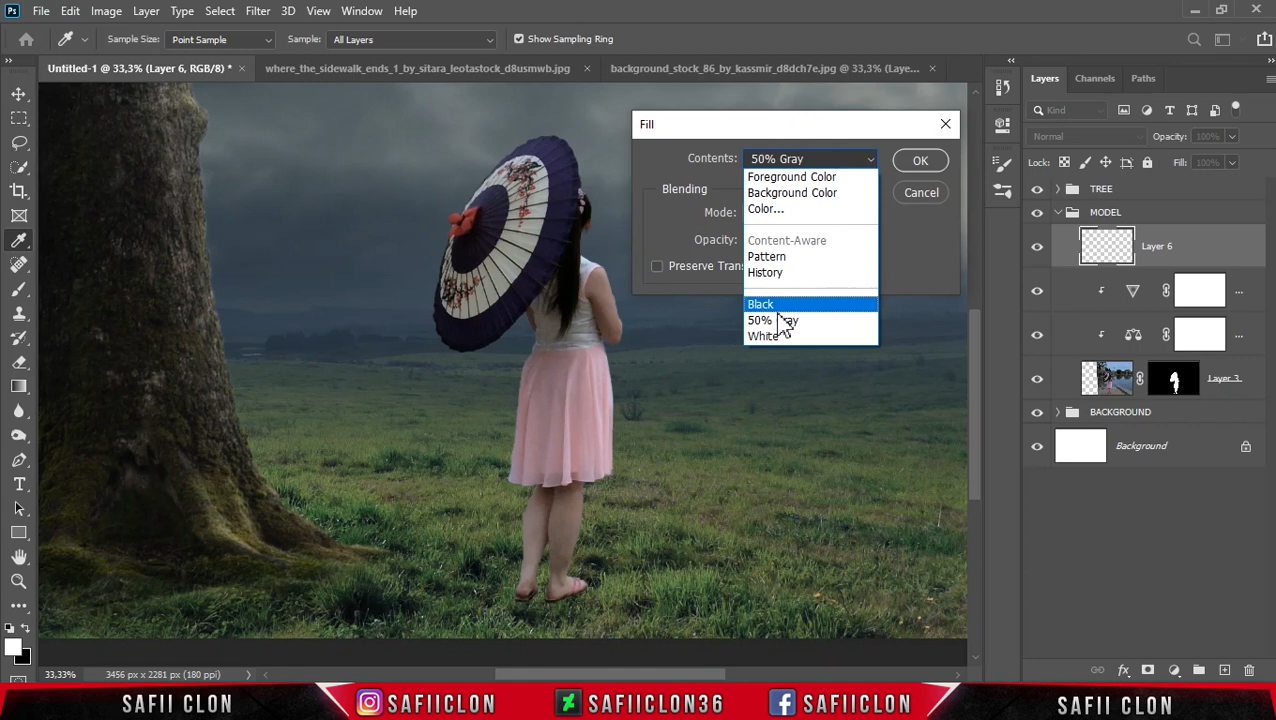 Ps File Edit Image Layer Type Select Filter 3D View Window Help
Sample Size: Point Sample Sample: All Layers Show Sampling Ring
Untitled-1 @ 33,3% (Layer 6, RGB/8) * × where_the_sidewalk_ends_1_by_sitara_leotastock_d8usmwb.jpg × background_stock_86_by_kassmir_d8dch7e.jpg @ 33,3% (Laye... ×
Fill
Contents: 50% Gray OK
Foreground Color
Background Color
Color...
Content-Aware
Pattern
History
Black
50% Gray
White
Blending
Mode:
Opacity:
Preserve Tran
Cancel
Layers Channels Paths
Kind
Normal Opacity: 100%
Lock: Fill: 100%
TREE
MODEL
Layer 6
...
...
Layer 3
BACKGROUND
Background
33,33% 3456 px x 2281 px (180 ppi)
SAFII CLON SAFIICLON SAFIICLON36 SAFIICLON SAFII CLON